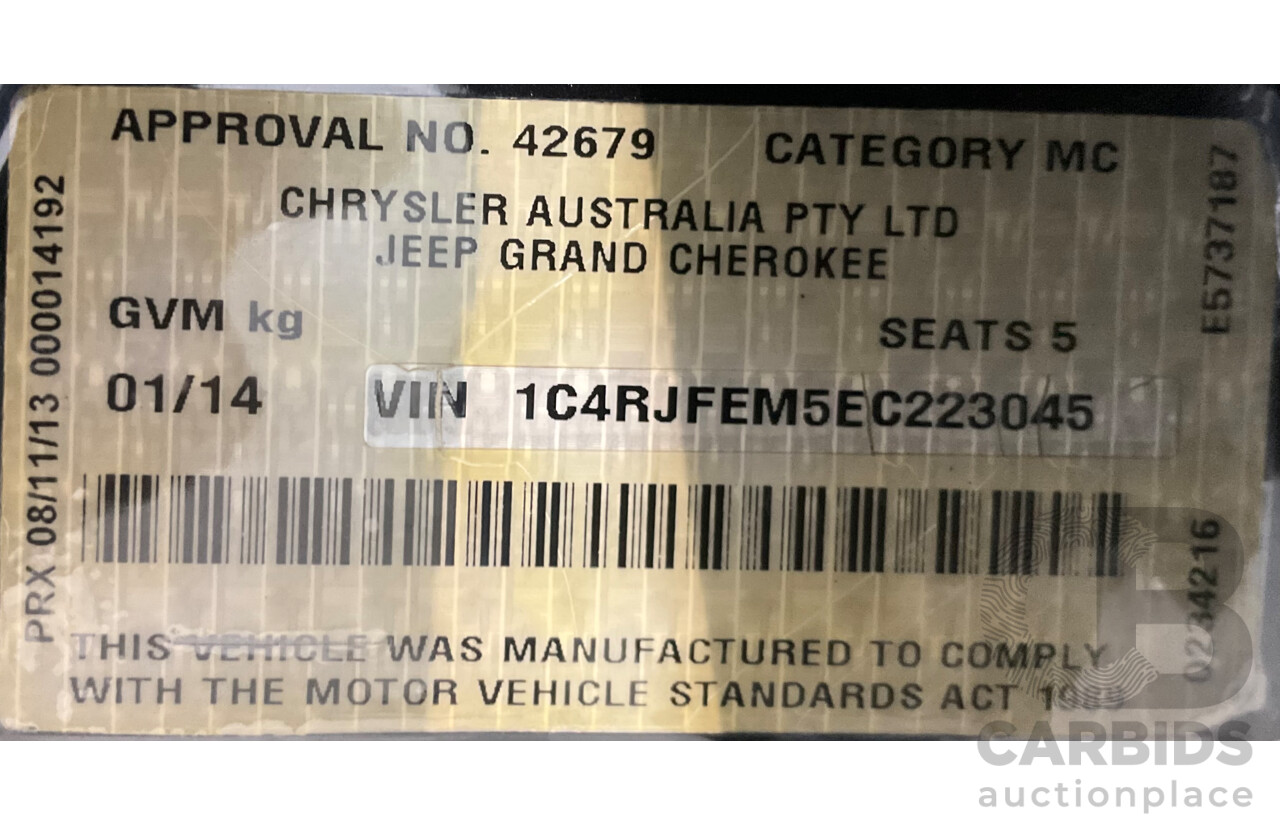 APPROVAL NO. 42679 CATEGORY MC
CHRYSLER AUSTRALIA PTY LTD
JEEP GRAND CHEROKEE
GVM kg SEATS 5
01/14 VIN 1C4RJFEM5EC223045
THIS VEHICLE WAS MANUFACTURED TO COMPLY
WITH THE MOTOR VEHICLE STANDARDS ACT 1989
PRX 08/11/13 000014192
E5737187
0234216
CARBIDS
auctionplace